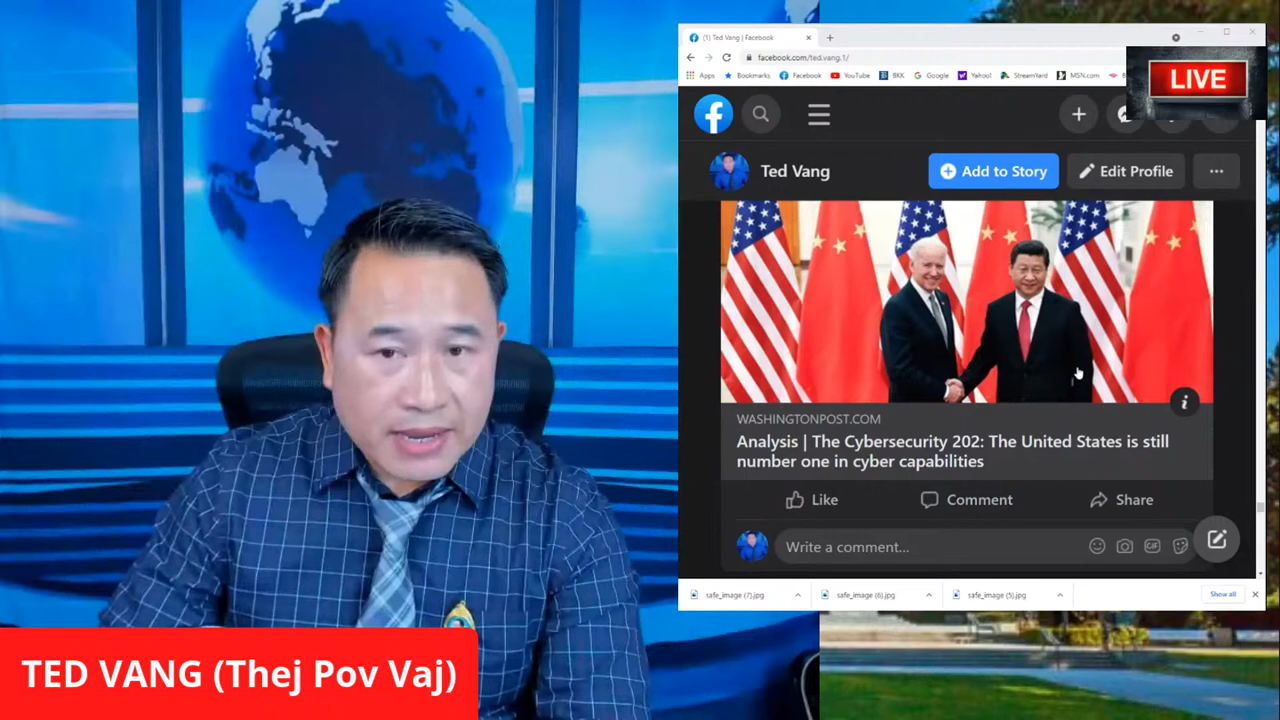 (1) Ted Vang | Facebook
facebook.com/ted.vang.1/
Apps Bookmarks Facebook YouTube BKK Google Yahoo! StreamYard MSN.com
LIVE
Ted Vang
Add to Story
Edit Profile
WASHINGTONPOST.COM
Analysis | The Cybersecurity 202: The United States is still
number one in cyber capabilities
Like Comment Share
Write a comment...
GIF
safe_image (7).jpg safe_image (6).jpg safe_image (5).jpg Show all
TED VANG (Thej Pov Vaj)